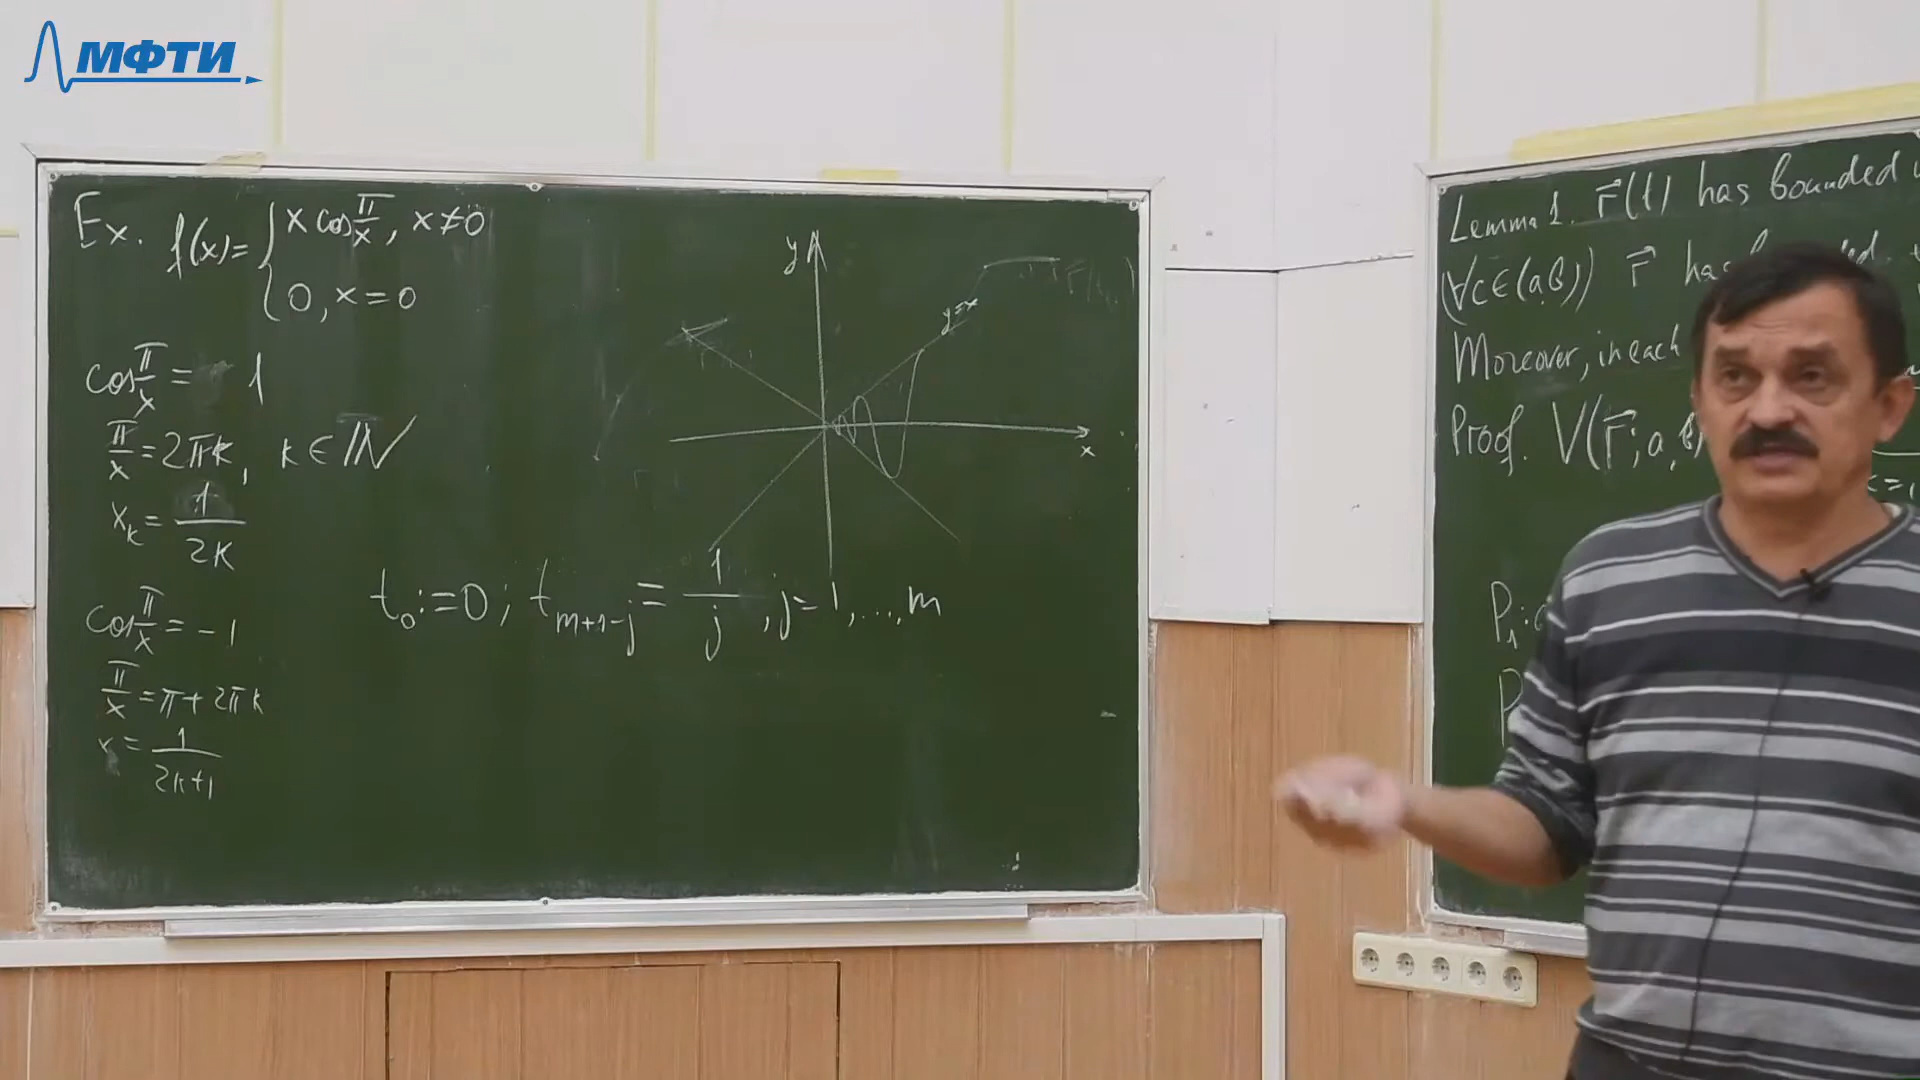 МФТИ
Ex. f(x) = { x cos π/x, x ≠ 0
0, x = 0
cos π/x = 1
π/x = 2πk, k ∈ ℕ
x_k = 1/2k
cos π/x = -1
π/x = π + 2πk
x = 1/2k+1
y
y=x
x
t_0 := 0; t_{m+1-j} = 1/j, j = 1, ..., m
Lemma 1. r⃗(t) has bounded
(∀c∈(a,b)) r⃗ has
Moreover, in each
Proof. V(r⃗; a, b)
P_1: